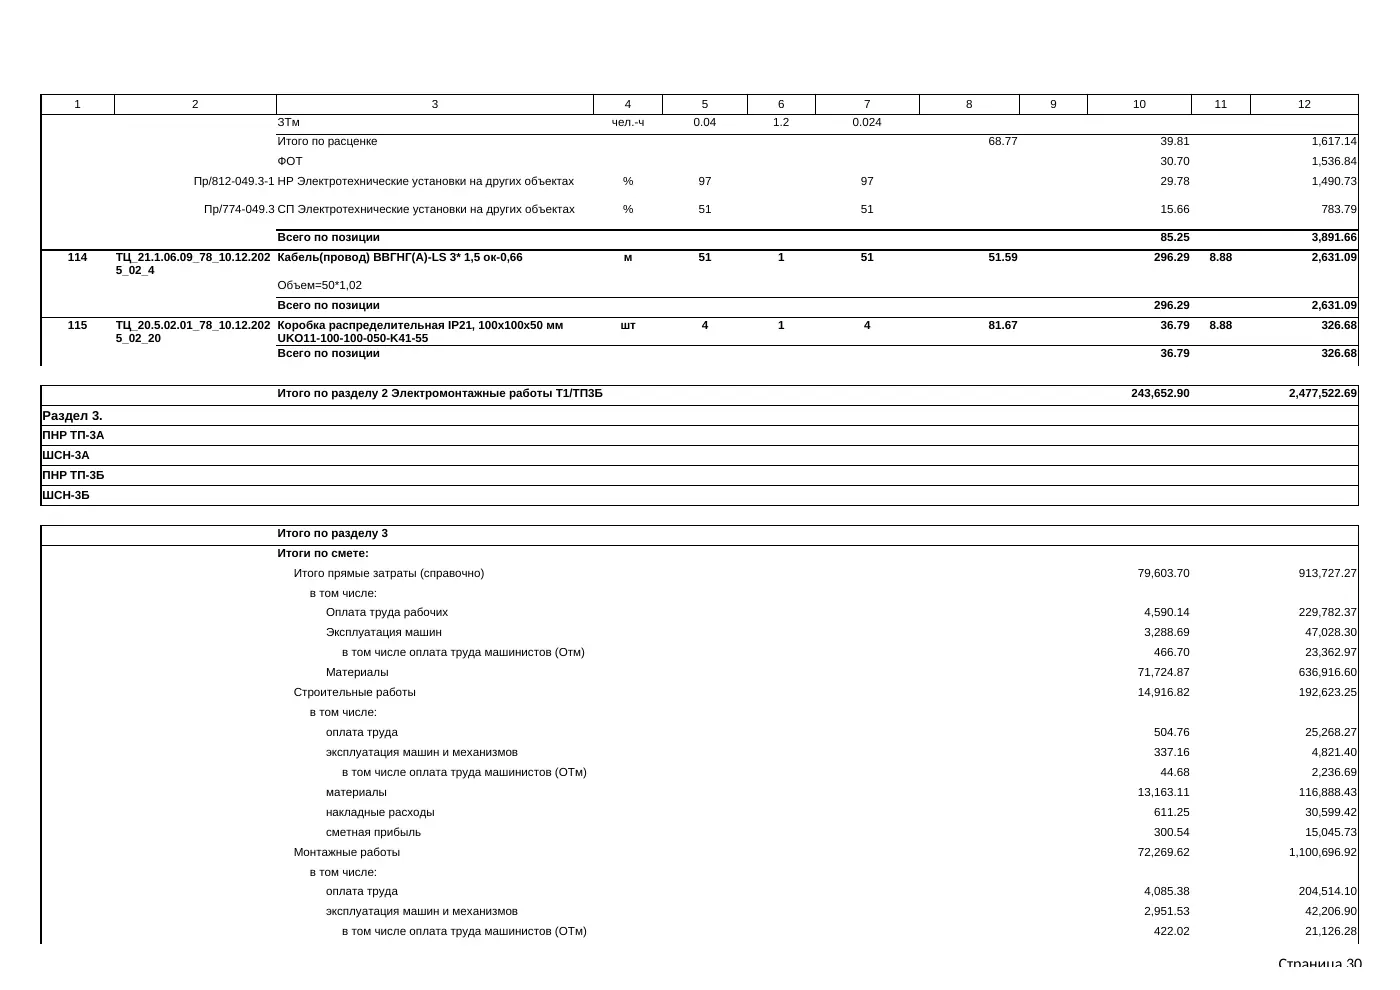 1 2 3 4 5 6 7 8 9 10 11 12
ЗТм чел.-ч 0.04 1.2 0.024
Итого по расценке 68.77 39.81 1,617.14
ФОТ 30.70 1,536.84
Пр/812-049.3-1 НР Электротехнические установки на других объектах % 97 97 29.78 1,490.73
Пр/774-049.3 СП Электротехнические установки на других объектах % 51 51 15.66 783.79
Всего по позиции 85.25 3,891.66
114 ТЦ_21.1.06.09_78_10.12.202 Кабель(провод) ВВГНГ(А)-LS 3* 1,5 ок-0,66 м 51 1 51 51.59 296.29 8.88 2,631.09
5_02_4
Объем=50*1,02
Всего по позиции 296.29 2,631.09
115 ТЦ_20.5.02.01_78_10.12.202 Коробка распределительная IP21, 100х100х50 мм шт 4 1 4 81.67 36.79 8.88 326.68
5_02_20 UKO11-100-100-050-K41-55
Всего по позиции 36.79 326.68
Итого по разделу 2 Электромонтажные работы Т1/ТП3Б 243,652.90 2,477,522.69
Раздел 3.
ПНР ТП-3А
ШСН-3А
ПНР ТП-3Б
ШСН-3Б
Итого по разделу 3
Итоги по смете:
Итого прямые затраты (справочно) 79,603.70 913,727.27
в том числе:
Оплата труда рабочих 4,590.14 229,782.37
Эксплуатация машин 3,288.69 47,028.30
в том числе оплата труда машинистов (Отм) 466.70 23,362.97
Материалы 71,724.87 636,916.60
Строительные работы 14,916.82 192,623.25
в том числе:
оплата труда 504.76 25,268.27
эксплуатация машин и механизмов 337.16 4,821.40
в том числе оплата труда машинистов (ОТм) 44.68 2,236.69
материалы 13,163.11 116,888.43
накладные расходы 611.25 30,599.42
сметная прибыль 300.54 15,045.73
Монтажные работы 72,269.62 1,100,696.92
в том числе:
оплата труда 4,085.38 204,514.10
эксплуатация машин и механизмов 2,951.53 42,206.90
в том числе оплата труда машинистов (ОТм) 422.02 21,126.28
Страница 30